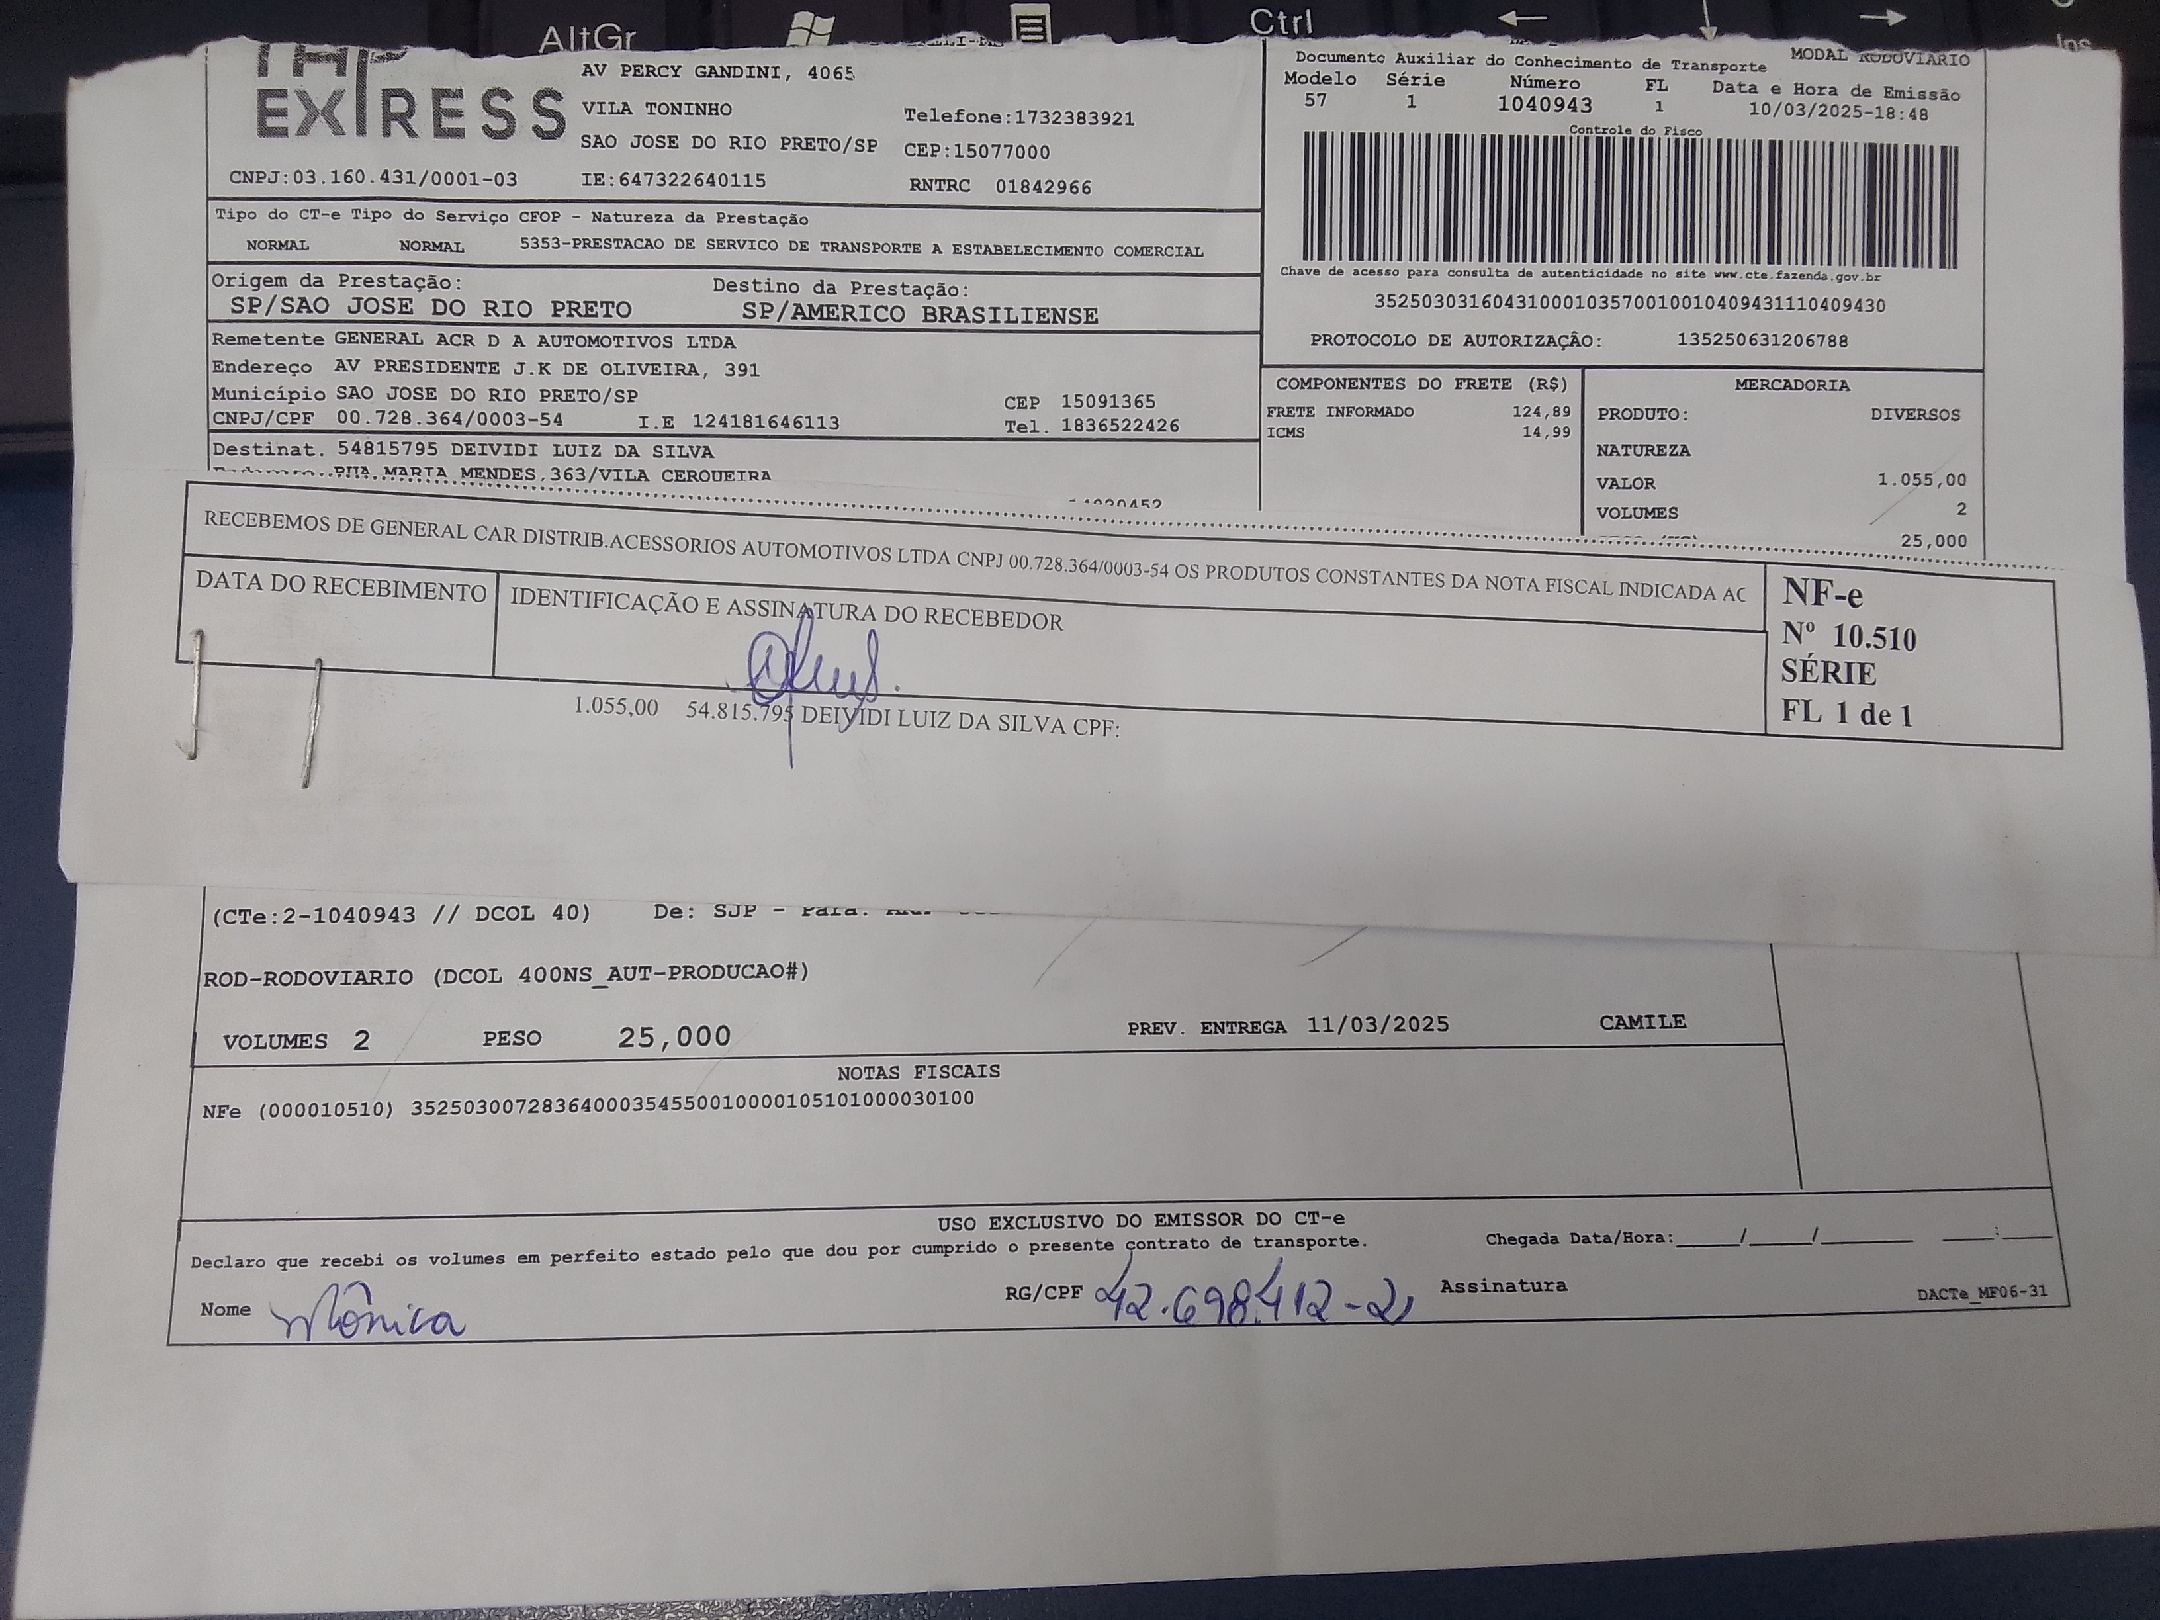 AltGr Ctrl
EXPRESS
AV PERCY GANDINI, 4065
VILA TONINHO
Telefone:1732383921
SAO JOSE DO RIO PRETO/SP CEP:15077000
CNPJ:03.160.431/0001-03 IE:647322640115 RNTRC 01842966
Documento Auxiliar do Conhecimento de Transporte MODAL RODOVIARIO
Modelo Série Número FL Data e Hora de Emissão
57 1 1040943 1 10/03/2025-18:48
Controle do Fisco
Chave de acesso para consulta de autenticidade no site www.cte.fazenda.gov.br
35250303160431000103570010010409431110409430
PROTOCOLO DE AUTORIZAÇÃO: 135250631206788
Tipo do CT-e Tipo do Serviço CFOP - Natureza da Prestação
NORMAL NORMAL 5353-PRESTACAO DE SERVICO DE TRANSPORTE A ESTABELECIMENTO COMERCIAL
Origem da Prestação: Destino da Prestação:
SP/SAO JOSE DO RIO PRETO SP/AMERICO BRASILIENSE
Remetente GENERAL ACR D A AUTOMOTIVOS LTDA
Endereço AV PRESIDENTE J.K DE OLIVEIRA, 391
Município SAO JOSE DO RIO PRETO/SP CEP 15091365
CNPJ/CPF 00.728.364/0003-54 I.E 124181646113 Tel. 1836522426
Destinat. 54815795 DEIVIDI LUIZ DA SILVA
RUA MARTA MENDES,363/VILA CERQUEIRA
COMPONENTES DO FRETE (R$)
FRETE INFORMADO 124,89
ICMS 14,99
MERCADORIA
PRODUTO: DIVERSOS
NATUREZA
VALOR 1.055,00
VOLUMES 2
25,000
RECEBEMOS DE GENERAL CAR DISTRIB.ACESSORIOS AUTOMOTIVOS LTDA CNPJ 00.728.364/0003-54 OS PRODUTOS CONSTANTES DA NOTA FISCAL INDICADA AC
DATA DO RECEBIMENTO IDENTIFICAÇÃO E ASSINATURA DO RECEBEDOR
NF-e
Nº 10.510
SÉRIE
FL 1 de 1
1.055,00 54.815.795 DEIVIDI LUIZ DA SILVA CPF:
(CTe:2-1040943 // DCOL 40) De: SJP - Para:
ROD-RODOVIARIO (DCOL 400NS_AUT-PRODUCAO#)
VOLUMES 2 PESO 25,000 PREV. ENTREGA 11/03/2025 CAMILE
NOTAS FISCAIS
NFe (000010510) 35250300728364000354550010000105101000030100
USO EXCLUSIVO DO EMISSOR DO CT-e
Declaro que recebi os volumes em perfeito estado pelo que dou por cumprido o presente contrato de transporte. Chegada Data/Hora:_____/_____/_______ ____:____
Nome Mônica RG/CPF 42.698.412-2 Assinatura DACTe_MF06-31